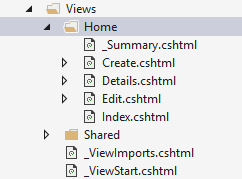 Views
Home
_Summary.cshtml
Create.cshtml
Details.cshtml
Edit.cshtml
Index.cshtml
Shared
_ViewImports.cshtml
_ViewStart.cshtml